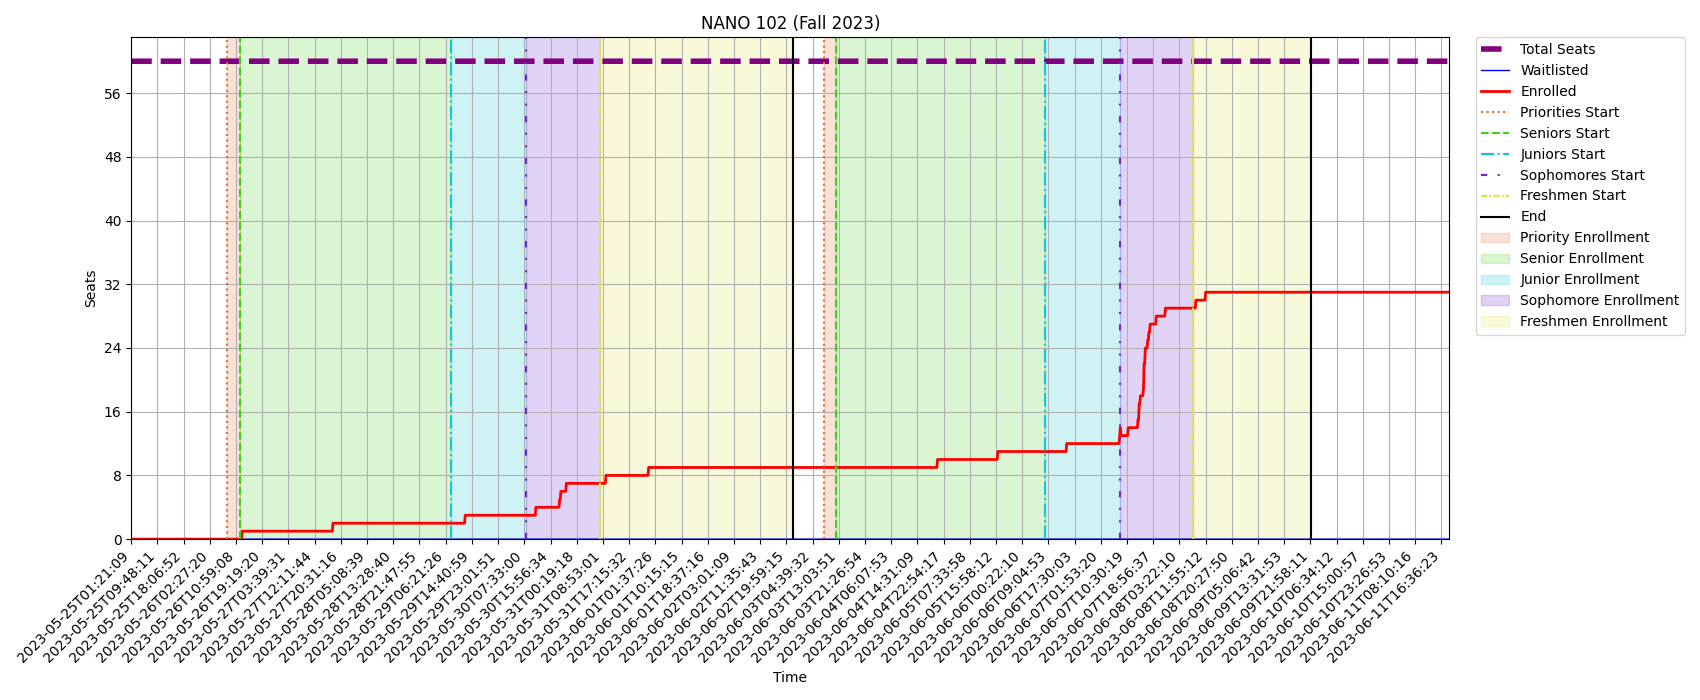 NANO 102 (Fall 2023)
Seats
56
48
40
32
24
16
8
0
2023-05-25T01:21:09
2023-05-25T09:48:11
2023-05-25T18:06:52
2023-05-26T02:27:20
2023-05-26T10:59:08
2023-05-26T19:19:20
2023-05-27T03:39:31
2023-05-27T12:11:44
2023-05-27T20:31:16
2023-05-28T05:08:39
2023-05-28T13:28:40
2023-05-28T21:47:55
2023-05-29T06:21:26
2023-05-29T14:40:59
2023-05-29T23:01:51
2023-05-30T07:33:00
2023-05-30T15:56:34
2023-05-31T00:19:18
2023-05-31T08:53:01
2023-05-31T17:15:32
2023-06-01T01:37:26
2023-06-01T10:15:15
2023-06-01T18:37:16
2023-06-02T03:01:09
2023-06-02T11:35:43
2023-06-02T19:59:15
2023-06-03T04:39:32
2023-06-03T13:03:51
2023-06-03T21:26:54
2023-06-04T06:07:53
2023-06-04T14:31:09
2023-06-04T22:54:17
2023-06-05T07:33:58
2023-06-05T15:58:12
2023-06-06T00:22:10
2023-06-06T09:04:53
2023-06-06T17:30:03
2023-06-07T01:53:20
2023-06-07T10:30:19
2023-06-07T18:56:37
2023-06-08T03:22:10
2023-06-08T11:55:12
2023-06-08T20:27:50
2023-06-09T05:06:42
2023-06-09T13:31:53
2023-06-09T21:58:11
2023-06-10T06:34:12
2023-06-10T15:00:57
2023-06-10T23:26:53
2023-06-11T08:10:16
2023-06-11T16:36:23
Time
Total Seats
Waitlisted
Enrolled
Priorities Start
Seniors Start
Juniors Start
Sophomores Start
Freshmen Start
End
Priority Enrollment
Senior Enrollment
Junior Enrollment
Sophomore Enrollment
Freshmen Enrollment